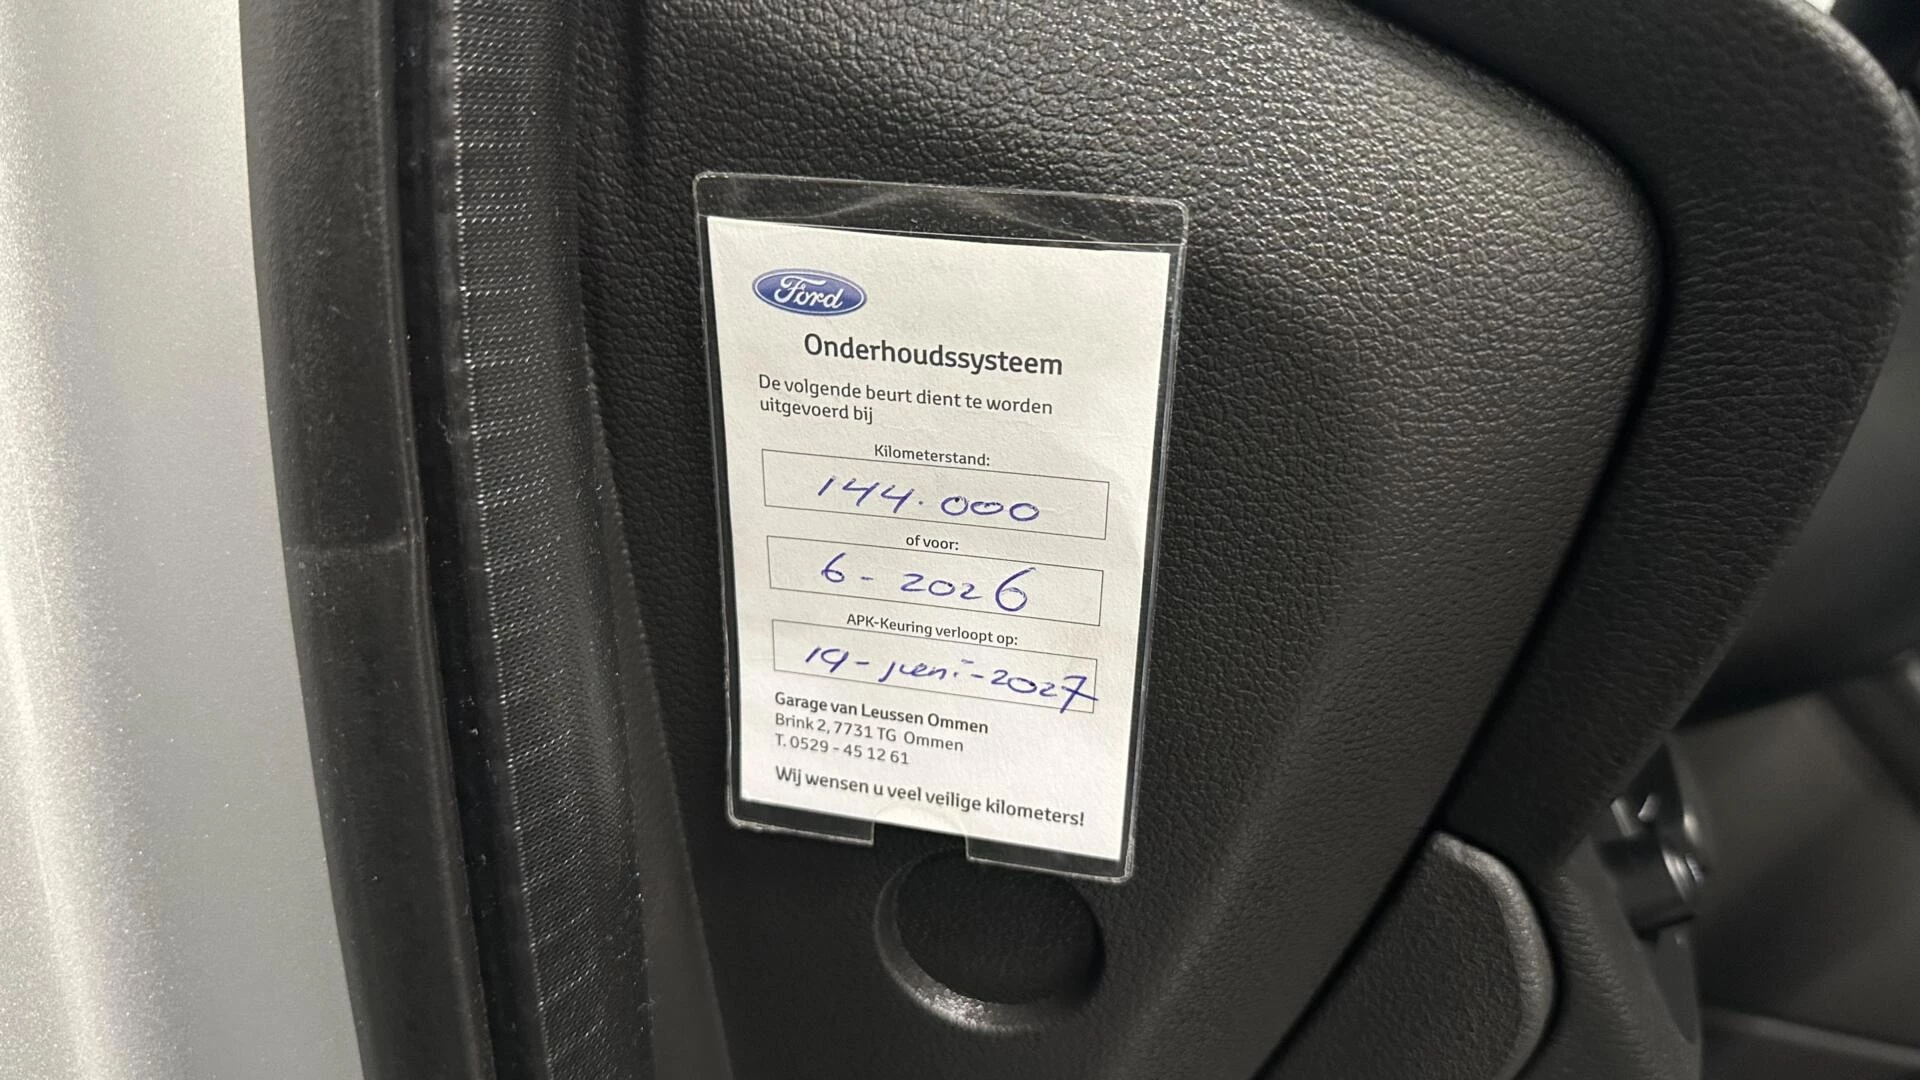 Ford
Onderhoudssysteem
De volgende beurt dient te worden
uitgevoerd bij
Kilometerstand:
144.000
of voor:
6 - 2026
APK-Keuring verloopt op:
19 - juni - 2027
Garage van Leussen Ommen
Brink 2, 7731 TG Ommen
T. 0529 - 45 12 61
Wij wensen u veel veilige kilometers!